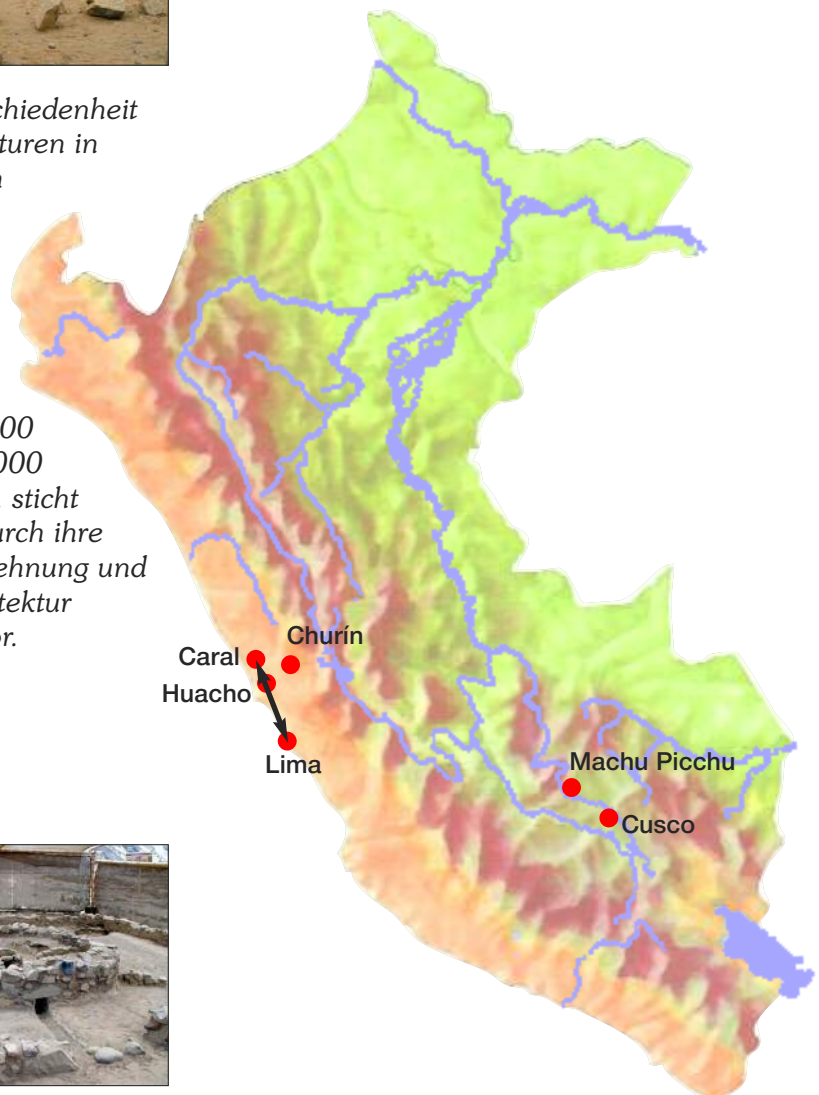 chiedenheit
turen in
00
000
sticht
urch ihre
ehnung und
tektur
Churín
Caral
Huacho
Lima
Machu Picchu
Cusco